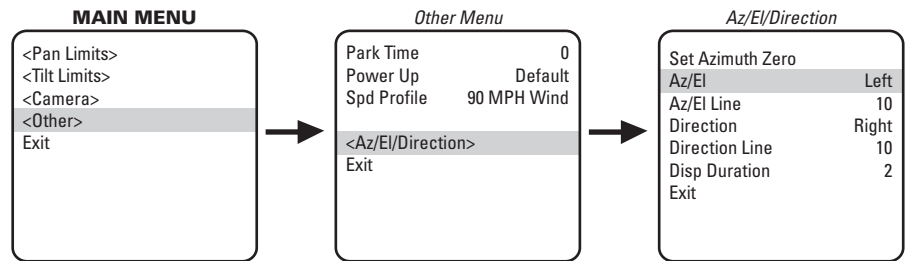 MAIN MENU
<Pan Limits>
<Tilt Limits>
<Camera>
<Other>
Exit
Other Menu
Park Time 0
Power Up Default
Spd Profile 90 MPH Wind
<Az/El/Direction>
Exit
Az/El/Direction
Set Azimuth Zero
Az/El Left
Az/El Line 10
Direction Right
Direction Line 10
Disp Duration 2
Exit